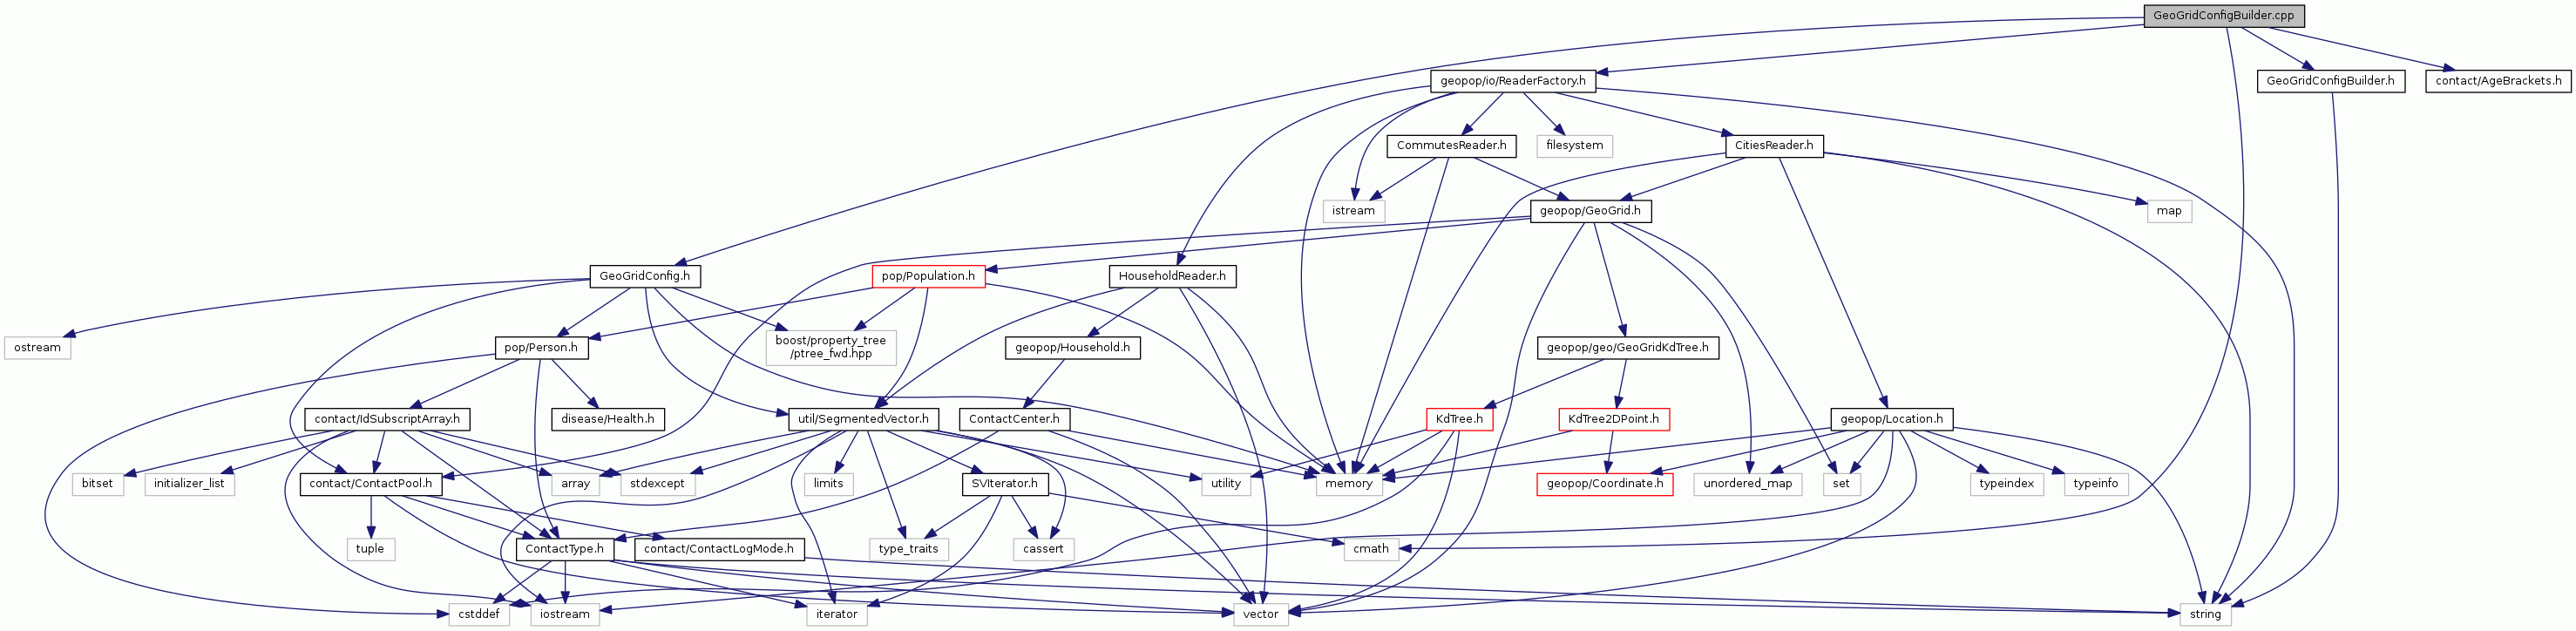 GeoGridConfigBuilder.cpp
geopop/io/ReaderFactory.h
GeoGridConfigBuilder.h
contact/AgeBrackets.h
CommutesReader.h
filesystem
CitiesReader.h
istream
geopop/GeoGrid.h
map
GeoGridConfig.h
pop/Population.h
HouseholdReader.h
ostream
pop/Person.h
boost/property_tree
/ptree_fwd.hpp
geopop/Household.h
geopop/geo/GeoGridKdTree.h
contact/IdSubscriptArray.h
disease/Health.h
util/SegmentedVector.h
ContactCenter.h
KdTree.h
KdTree2DPoint.h
geopop/Location.h
bitset
initializer_list
contact/ContactPool.h
array
stdexcept
limits
SVIterator.h
utility
memory
geopop/Coordinate.h
unordered_map
set
typeindex
typeinfo
tuple
ContactType.h
contact/ContactLogMode.h
type_traits
cassert
cmath
cstddef
iostream
iterator
vector
string